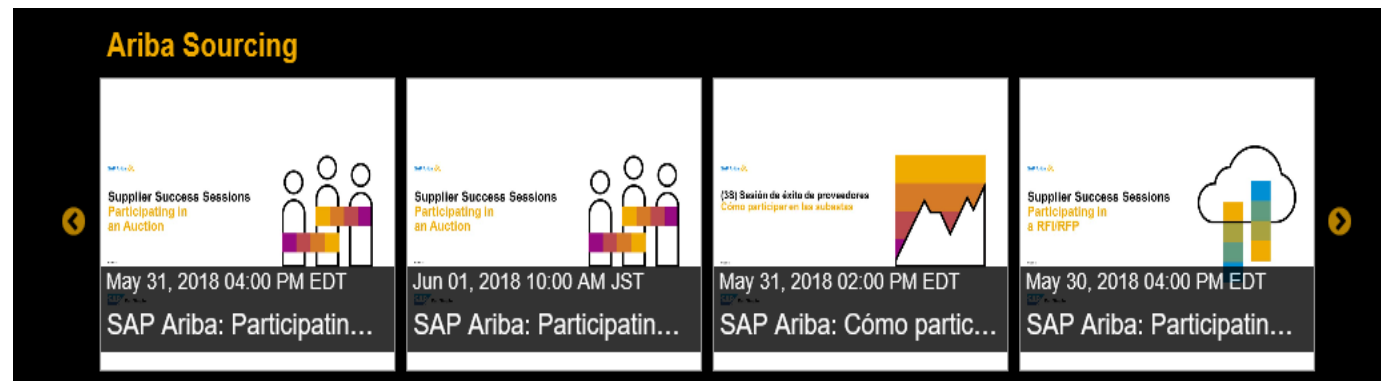 Ariba Sourcing
Supplier Success Sessions
Participating in
an Auction
May 31, 2018 04:00 PM EDT
SAP Ariba: Participatin...
Supplier Success Sessions
Participating in
an Auction
Jun 01, 2018 10:00 AM JST
SAP Ariba: Participatin...
(3S) Sesión de éxito de proveedores
Cómo participar en las subastas
May 31, 2018 02:00 PM EDT
SAP Ariba: Cómo partic...
Supplier Success Sessions
Participating in
a RFI/RFP
May 30, 2018 04:00 PM EDT
SAP Ariba: Participatin...